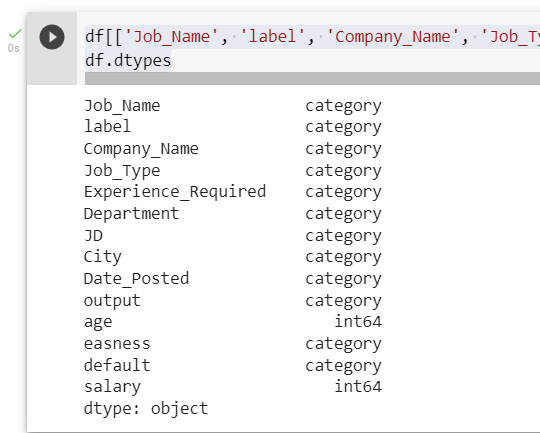 df[['Job_Name', 'label', 'Company_Name', 'Job_Ty
0s
df.dtypes
Job_Name category
label category
Company_Name category
Job_Type category
Experience_Required category
Department category
JD category
City category
Date_Posted category
output category
age int64
easness category
default category
salary int64
dtype: object